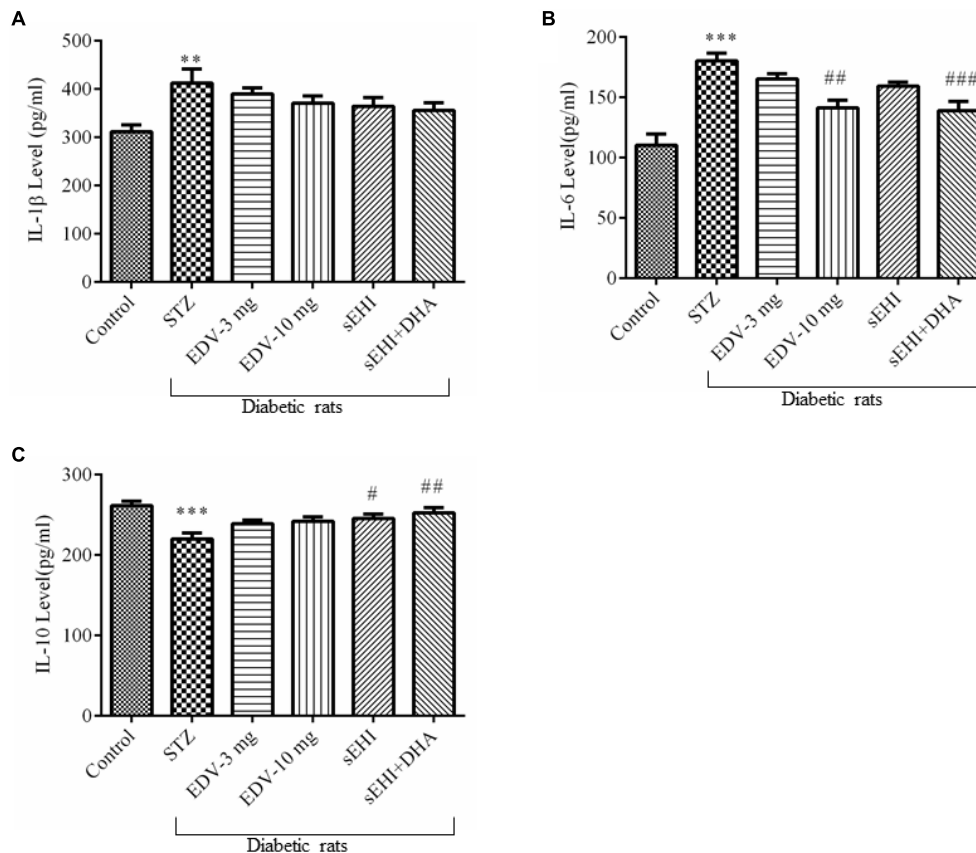 A
500
400
300
200
100
0
IL-1β Level (pg/ml)
**
Control
STZ
EDV-3 mg
EDV-10 mg
sEHI
sEHI+DHA
Diabetic rats
B
200
150
100
50
0
IL-6 Level(pg/ml)
***
##
###
Control
STZ
EDV-3 mg
EDV-10 mg
sEHI
sEHI+DHA
Diabetic rats
C
300
200
100
0
IL-10 Level(pg/ml)
***
#
##
Control
STZ
EDV-3 mg
EDV-10 mg
sEHI
sEHI+DHA
Diabetic rats